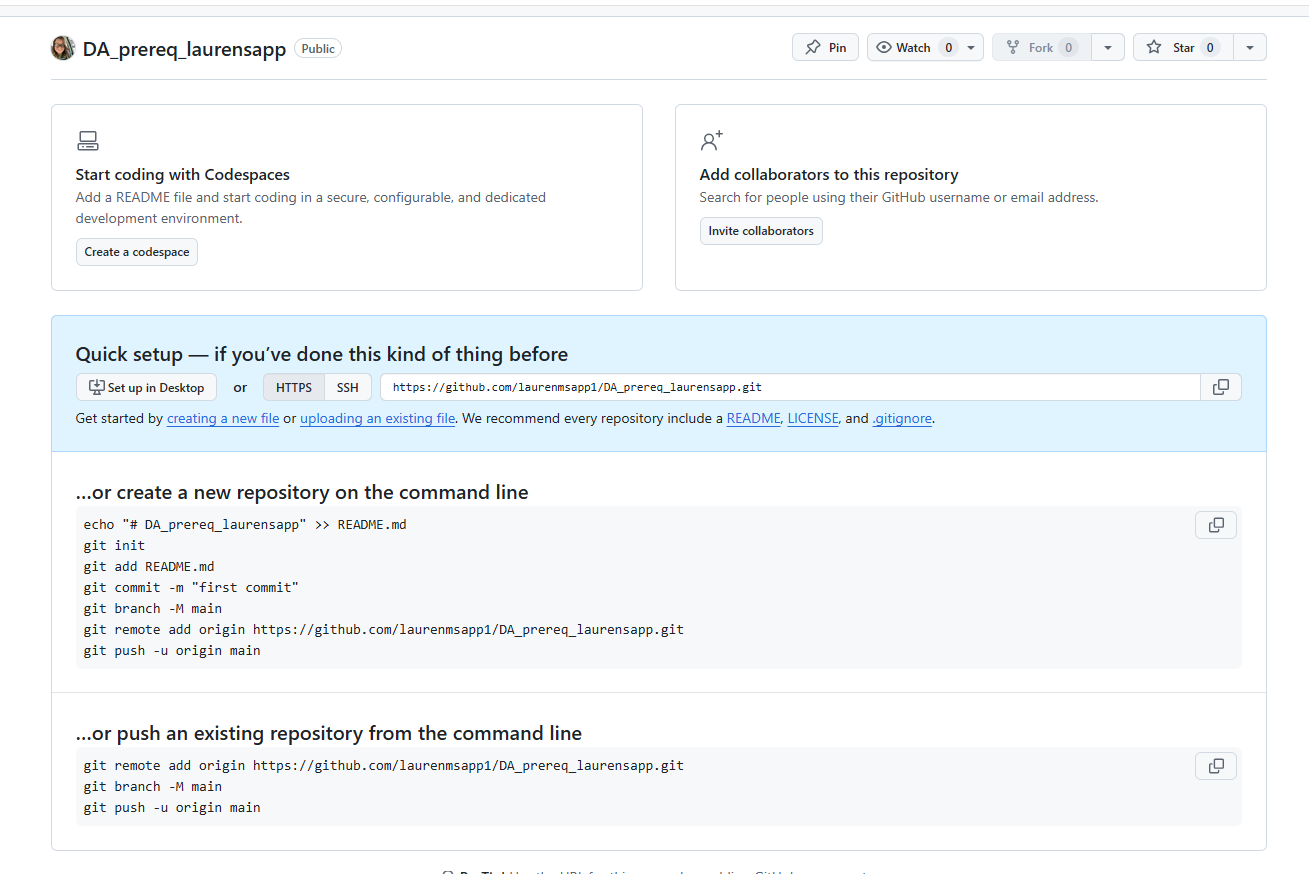 DA_prereq_laurensapp Public
Pin
Watch 0
Fork 0
Star 0
Start coding with Codespaces
Add a README file and start coding in a secure, configurable, and dedicated
development environment.
Create a codespace
Add collaborators to this repository
Search for people using their GitHub username or email address.
Invite collaborators
Quick setup — if you’ve done this kind of thing before
Set up in Desktop or HTTPS SSH https://github.com/laurenmsapp1/DA_prereq_laurensapp.git
Get started by creating a new file or uploading an existing file. We recommend every repository include a README, LICENSE, and .gitignore.
…or create a new repository on the command line
echo "# DA_prereq_laurensapp" >> README.md
git init
git add README.md
git commit -m "first commit"
git branch -M main
git remote add origin https://github.com/laurenmsapp1/DA_prereq_laurensapp.git
git push -u origin main
…or push an existing repository from the command line
git remote add origin https://github.com/laurenmsapp1/DA_prereq_laurensapp.git
git branch -M main
git push -u origin main